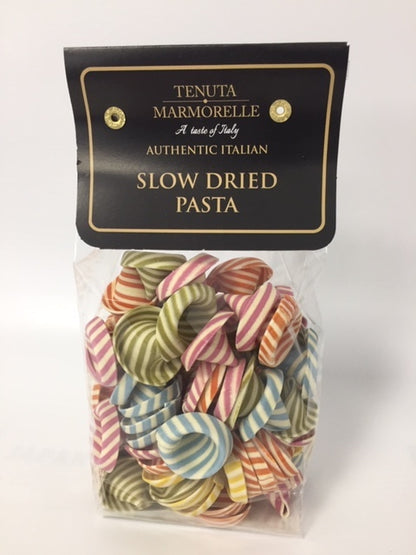 TENUTA
MARMORELLE
A taste of Italy
AUTHENTIC ITALIAN
SLOW DRIED
PASTA